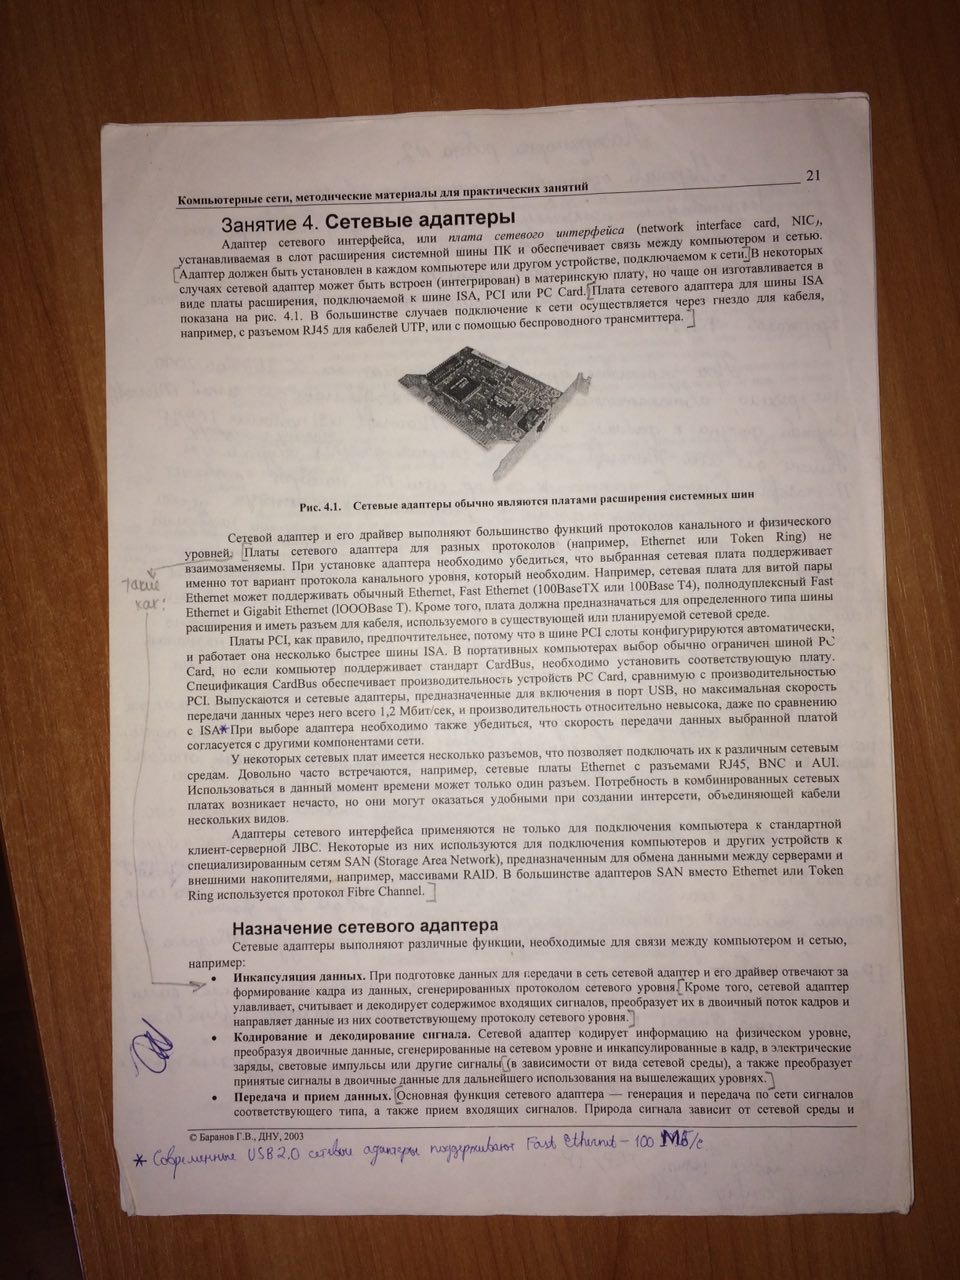 21
Компьютерные сети, методические материалы для практических занятий
Занятие 4. Сетевые адаптеры
Адаптер сетевого интерфейса, или плата сетевого интерфейса (network interface card, NIC),
устанавливаемая в слот расширения системной шины ПК и обеспечивает связь между компьютером и сетью.
[Адаптер должен быть установлен в каждом компьютере или другом устройстве, подключаемом к сети.] В некоторых
случаях сетевой адаптер может быть встроен (интегрирован) в материнскую плату, но чаще он изготавливается в
виде платы расширения, подключаемой к шине ISA, PCI или PC Card. [Плата сетевого адаптера для шины ISA
показана на рис. 4.1. В большинстве случаев подключение к сети осуществляется через гнездо для кабеля,
например, с разъемом RJ45 для кабелей UTP, или с помощью беспроводного трансмиттера.]
Рис. 4.1. Сетевые адаптеры обычно являются платами расширения системных шин
Сетевой адаптер и его драйвер выполняют большинство функций протоколов канального и физического
уровней. [Платы сетевого адаптера для разных протоколов (например, Ethernet или Token Ring) не
взаимозаменяемы. При установке адаптера необходимо убедиться, что выбранная сетевая плата поддерживает
именно тот вариант протокола канального уровня, который необходим. Например, сетевая плата для витой пары
Ethernet может поддерживать обычный Ethernet, Fast Ethernet (100BaseTX или 100Base T4), полнодуплексный Fast
Ethernet и Gigabit Ethernet (IOOOBase T). Кроме того, плата должна предназначаться для определенного типа шины
расширения и иметь разъем для кабеля, используемого в существующей или планируемой сетевой среде.
такие
как:
Платы PCI, как правило, предпочтительнее, потому что в шине PCI слоты конфигурируются автоматически,
и работает она несколько быстрее шины ISA. В портативных компьютерах выбор обычно ограничен шиной PC
Card, но если компьютер поддерживает стандарт CardBus, необходимо установить соответствующую плату.
Спецификация CardBus обеспечивает производительность устройств PC Card, сравнимую с производительностью
PCI. Выпускаются и сетевые адаптеры, предназначенные для включения в порт USB, но максимальная скорость
передачи данных через него всего 1,2 Мбит/сек, и производительность относительно невысока, даже по сравнению
с ISA*При выборе адаптера необходимо также убедиться, что скорость передачи данных выбранной платой
согласуется с другими компонентами сети.
У некоторых сетевых плат имеется несколько разъемов, что позволяет подключать их к различным сетевым
средам. Довольно часто встречаются, например, сетевые платы Ethernet с разъемами RJ45, BNC и AUI.
Использоваться в данный момент времени может только один разъем. Потребность в комбинированных сетевых
платах возникает нечасто, но они могут оказаться удобными при создании интерсети, объединяющей кабели
нескольких видов.
Адаптеры сетевого интерфейса применяются не только для подключения компьютера к стандартной
клиент-серверной ЛВС. Некоторые из них используются для подключения компьютеров и других устройств к
специализированным сетям SAN (Storage Area Network), предназначенным для обмена данными между серверами и
внешними накопителями, например, массивами RAID. В большинстве адаптеров SAN вместо Ethernet или Token
Ring используется протокол Fibre Channel.]
Назначение сетевого адаптера
Сетевые адаптеры выполняют различные функции, необходимые для связи между компьютером и сетью,
например:
• Инкапсуляция данных. При подготовке данных для передачи в сеть сетевой адаптер и его драйвер отвечают за
формирование кадра из данных, сгенерированных протоколом сетевого уровня. [Кроме того, сетевой адаптер
улавливает, считывает и декодирует содержимое входящих сигналов, преобразует их в двоичный поток кадров и
направляет данные из них соответствующему протоколу сетевого уровня.]
• Кодирование и декодирование сигнала. Сетевой адаптер кодирует информацию на физическом уровне,
преобразуя двоичные данные, сгенерированные на сетевом уровне и инкапсулированные в кадр, в электрические
заряды, световые импульсы или другие сигналы [(в зависимости от вида сетевой среды), а также преобразует
принятые сигналы в двоичные данные для дальнейшего использования на вышележащих уровнях.]
• Передача и прием данных. [Основная функция сетевого адаптера — генерация и передача по сети сигналов
соответствующего типа, а также прием входящих сигналов. Природа сигнала зависит от сетевой среды и
© Баранов Г.В., ДНУ, 2003
* Современные USB2.0 сетевые адаптеры поддерживают Fast Ethernet - 100 Мб/с